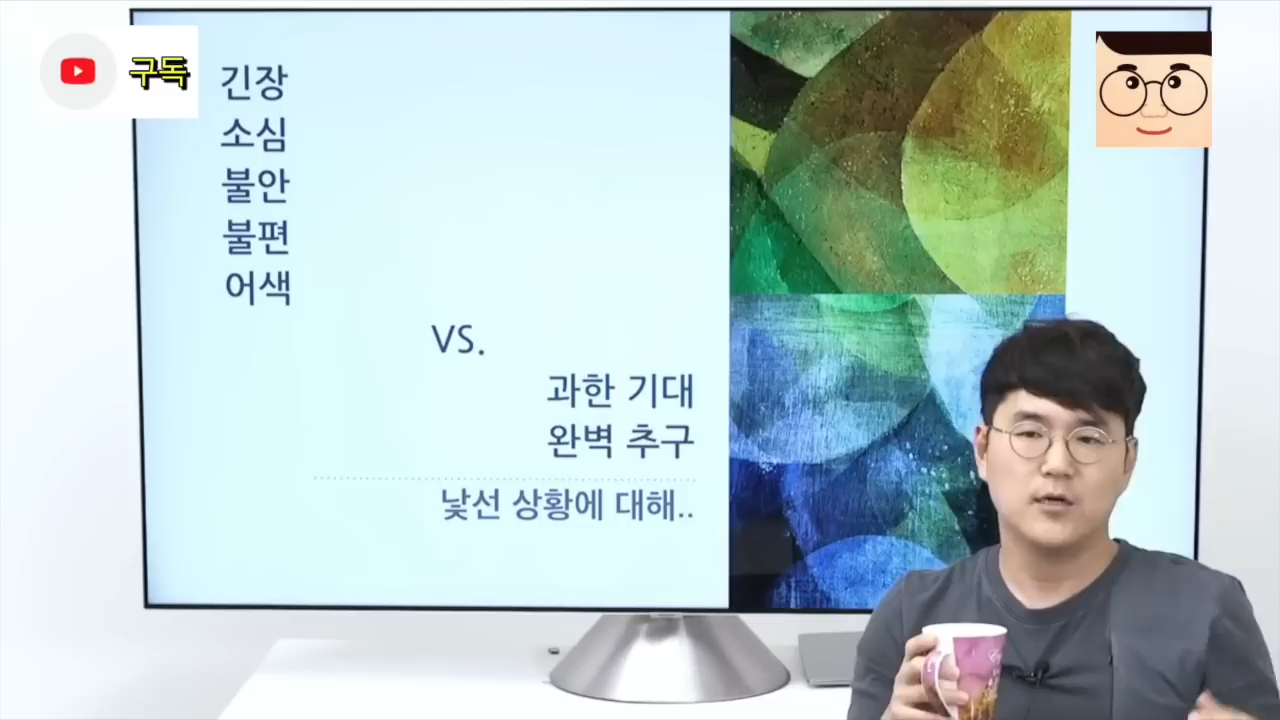 구독
긴장
소심
불안
불편
어색
VS.
과한 기대
완벽 추구
낯선 상황에 대해..